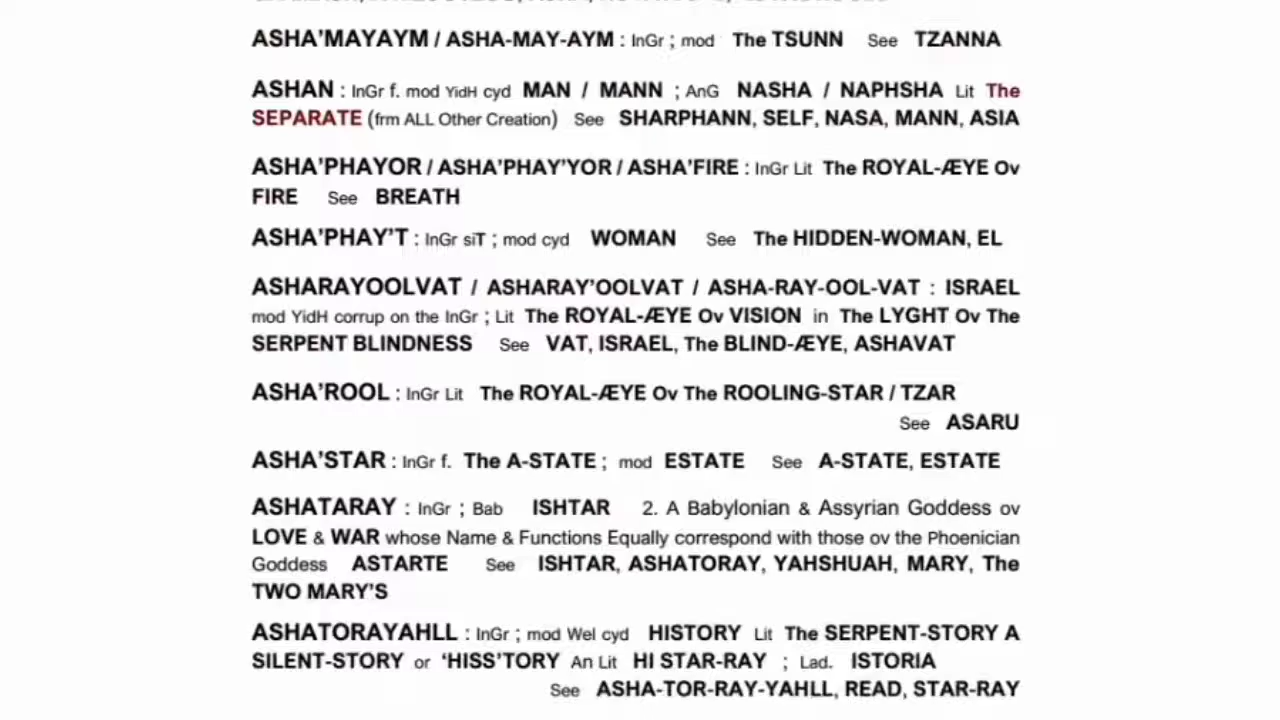 ASHA'MAYAYM / ASHA-MAY-AYM : InGr ; mod The TSUNN See TZANNA
ASHAN : InGr f. mod YidH cyd MAN / MANN ; AnG NASHA / NAPHSHA Lit The
SEPARATE (frm ALL Other Creation) See SHARPHANN, SELF, NASA, MANN, ASIA
ASHA'PHAYOR / ASHA'PHAY'YOR / ASHA'FIRE : InGr Lit The ROYAL-ÆYE Ov
FIRE See BREATH
ASHA'PHAY'T : InGr siT ; mod cyd WOMAN See The HIDDEN-WOMAN, EL
ASHARAYOOLVAT / ASHARAY'OOLVAT / ASHA-RAY-OOL-VAT : ISRAEL
mod YidH corrup on the InGr ; Lit The ROYAL-ÆYE Ov VISION in The LYGHT Ov The
SERPENT BLINDNESS See VAT, ISRAEL, The BLIND-ÆYE, ASHAVAT
ASHA'ROOL : InGr Lit The ROYAL-ÆYE Ov The ROOLING-STAR / TZAR
See ASARU
ASHA'STAR : InGr f. The A-STATE ; mod ESTATE See A-STATE, ESTATE
ASHATARAY : InGr ; Bab ISHTAR 2. A Babylonian & Assyrian Goddess ov
LOVE & WAR whose Name & Functions Equally correspond with those ov the Phoenician
Goddess ASTARTE See ISHTAR, ASHATORAY, YAHSHUAH, MARY, The
TWO MARY'S
ASHATORAYAHLL : InGr ; mod Wel cyd HISTORY Lit The SERPENT-STORY A
SILENT-STORY or 'HISS'TORY An Lit HI STAR-RAY ; Lad. ISTORIA
See ASHA-TOR-RAY-YAHLL, READ, STAR-RAY